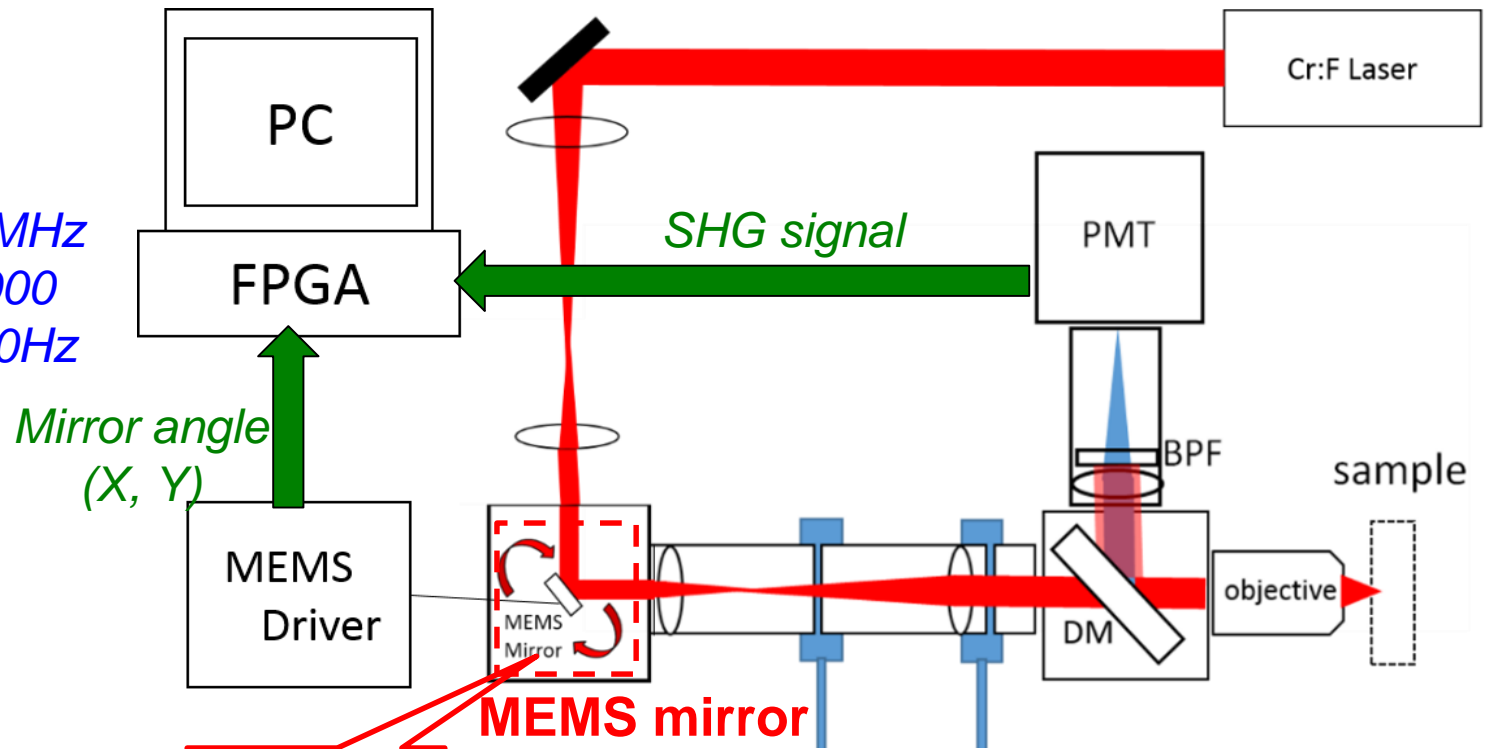 PC
Cr:F Laser
MHz
SHG signal
PMT
FPGA
0Hz
Mirror angle
(X, Y)
BPF
sample
MEMS
Driver
MEMS
Mirror
DM
objective
MEMS mirror